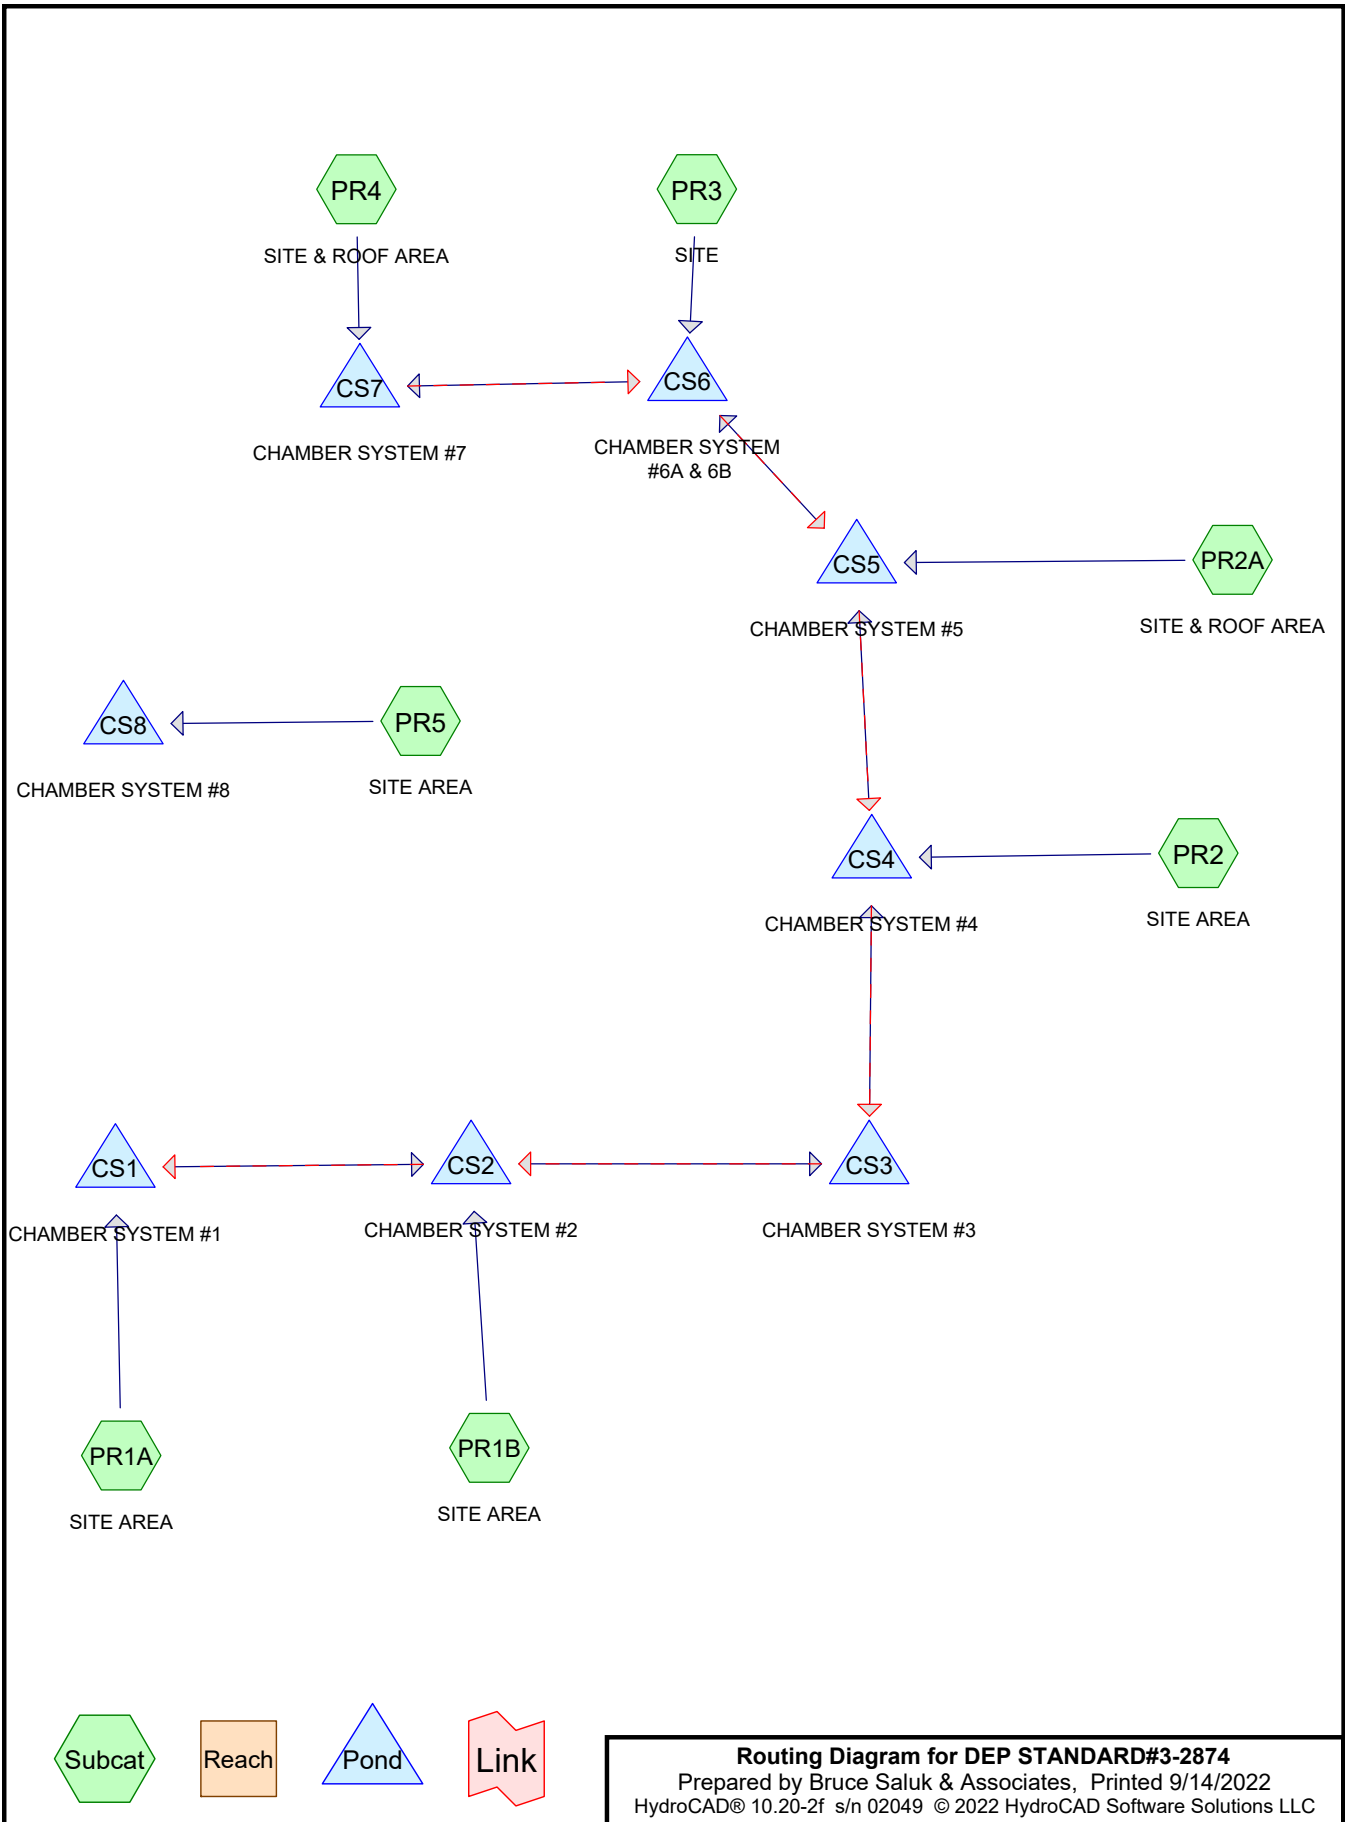 PR4
PR3
SITE & ROOF AREA
SITE
CS7
CS6
CHAMBER SYSTEM #7
CHAMBER SYSTEM
#6A & 6B
CS5
PR2A
CHAMBER SYSTEM #5
SITE & ROOF AREA
CS8
PR5
CHAMBER SYSTEM #8
SITE AREA
CS4
PR2
CHAMBER SYSTEM #4
SITE AREA
CS1
CS2
CS3
CHAMBER SYSTEM #1
CHAMBER SYSTEM #2
CHAMBER SYSTEM #3
PR1A
PR1B
SITE AREA
SITE AREA
Subcat
Reach
Pond
Link
Routing Diagram for DEP STANDARD#3-2874
Prepared by Bruce Saluk & Associates, Printed 9/14/2022
HydroCAD® 10.20-2f s/n 02049 © 2022 HydroCAD Software Solutions LLC